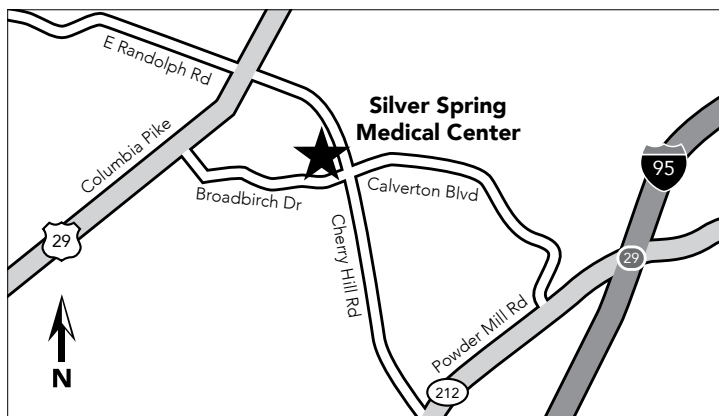 E Randolph Rd
Silver Spring
Medical Center
95
Columbia Pike
Broadbirch Dr
Calverton Blvd
29
Cherry Hill Rd
29
Powder Mill Rd
N
212